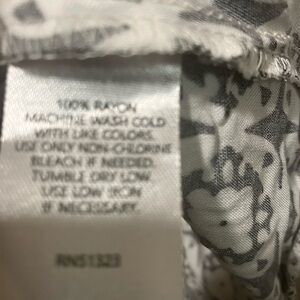 100% RAYON
MACHINE WASH COLD
WITH LIKE COLORS.
USE ONLY NON-CHLORINE
BLEACH IF NEEDED.
TUMBLE DRY LOW.
USE LOW IRON
IF NECESSARY.
RN51323